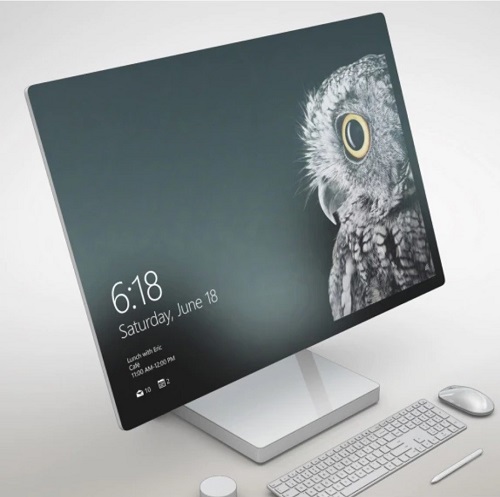 6:18
Saturday, June 18
Lunch with Eric
Café
11:00 AM-12:00 PM
10 2